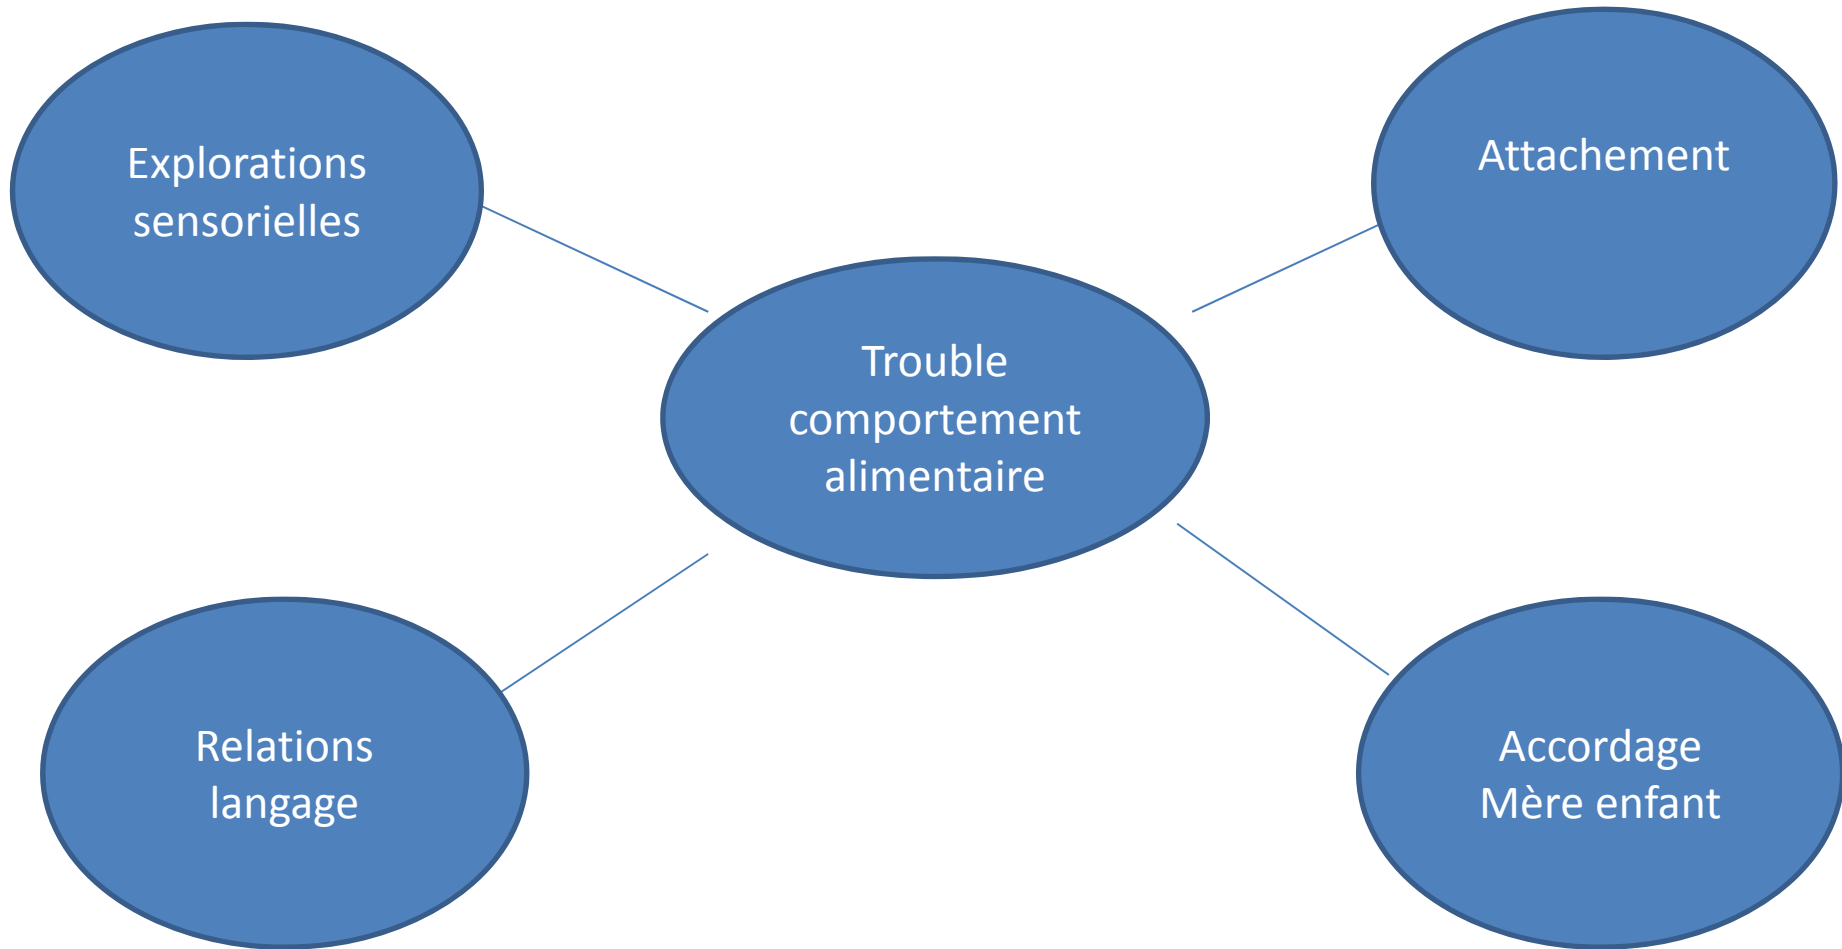 Explorations
sensorielles
Attachement
Trouble
comportement
alimentaire
Relations
langage
Accordage
Mère enfant